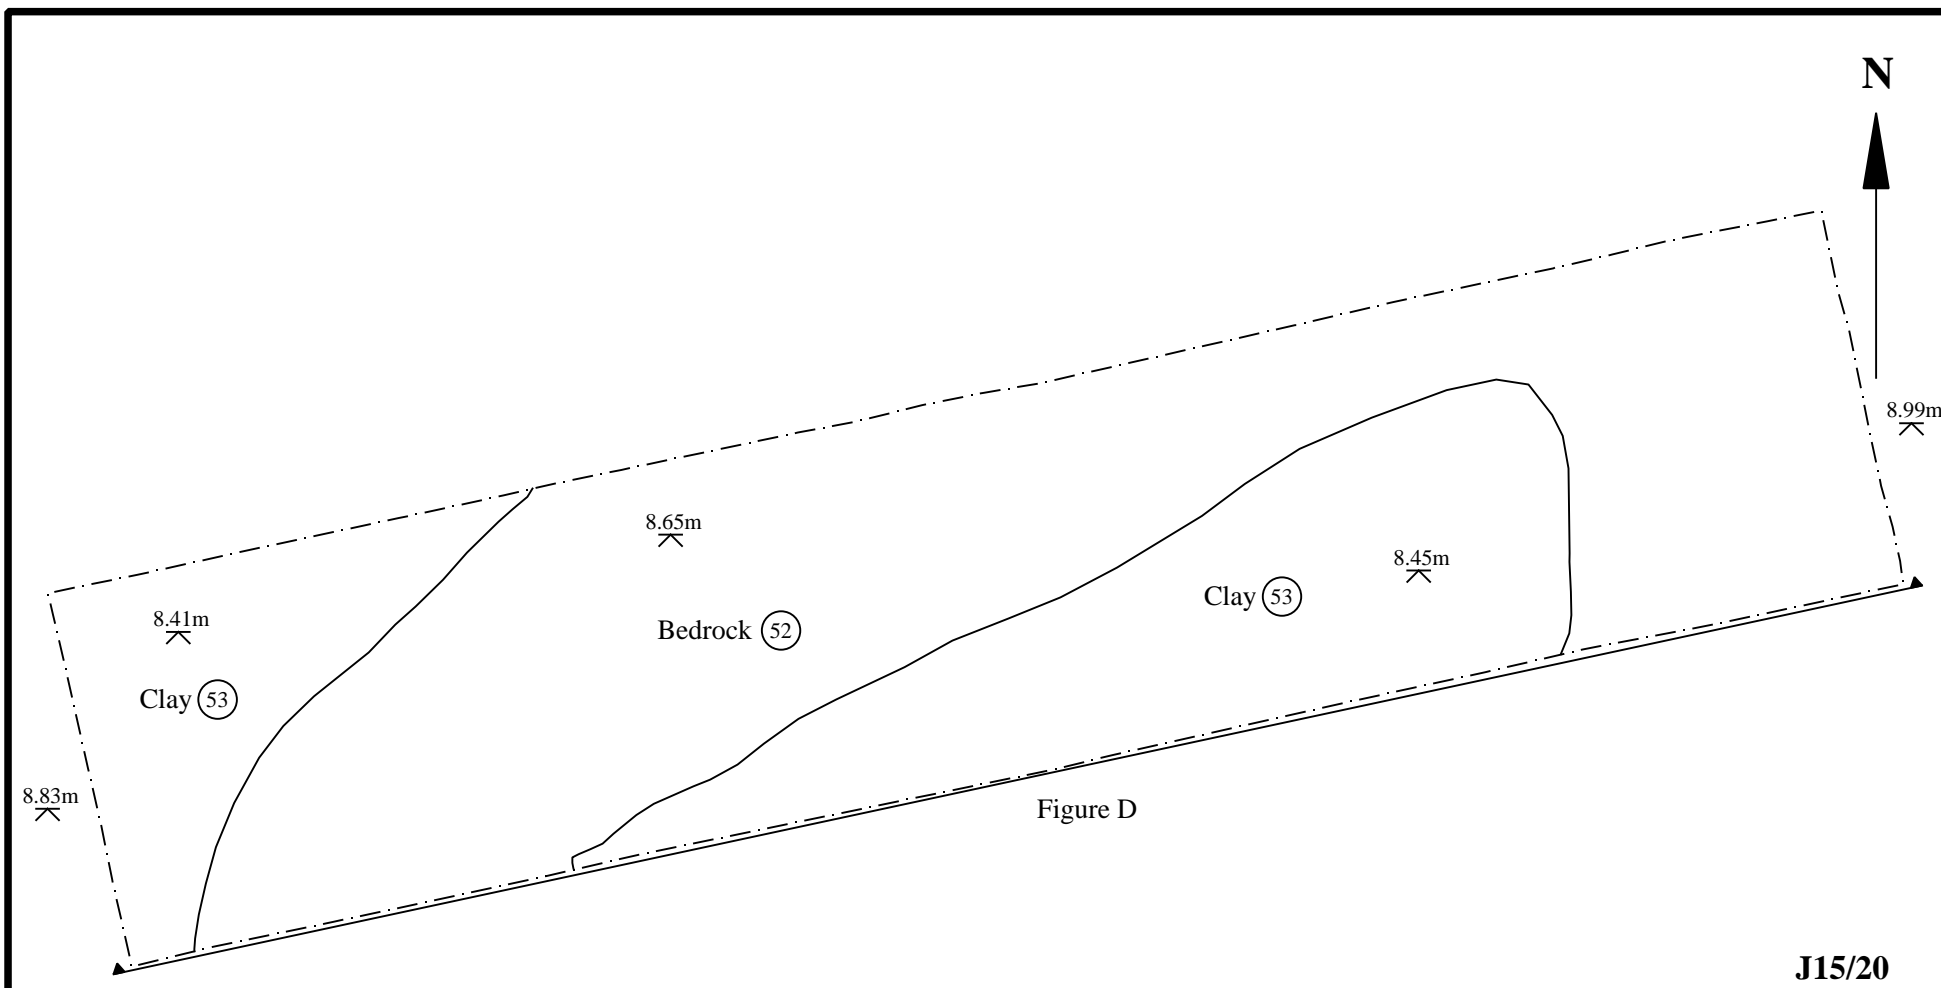 N
8.99m
8.65m
8.45m
Clay 53
8.41m
Bedrock 52
Clay 53
8.83m
Figure D
J15/20